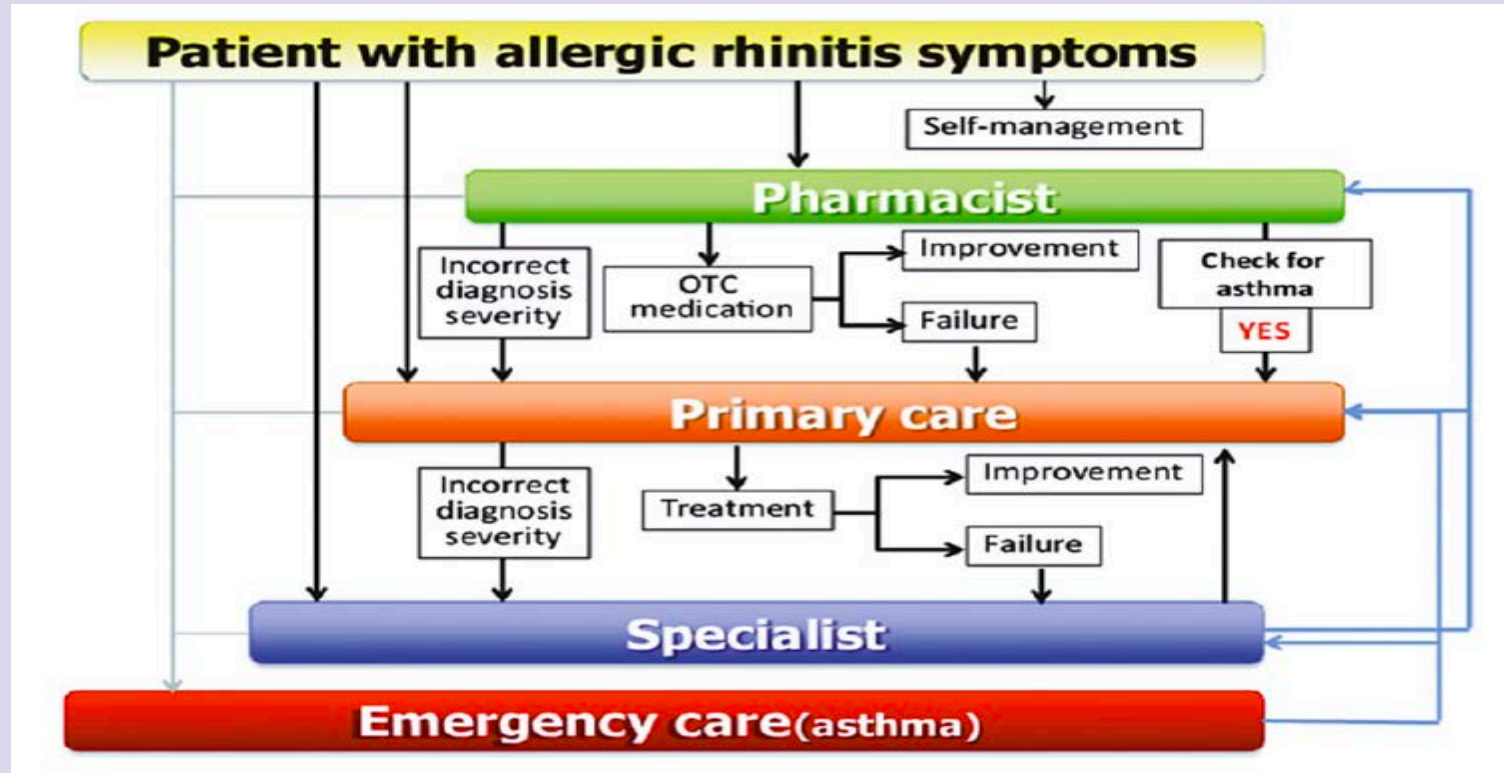 Patient with allergic rhinitis symptoms
Self-management
Pharmacist
Incorrect
diagnosis
severity
OTC
medication
Improvement
Failure
Check for
asthma
YES
Primary care
Incorrect
diagnosis
severity
Treatment
Improvement
Failure
Specialist
Emergency care(asthma)